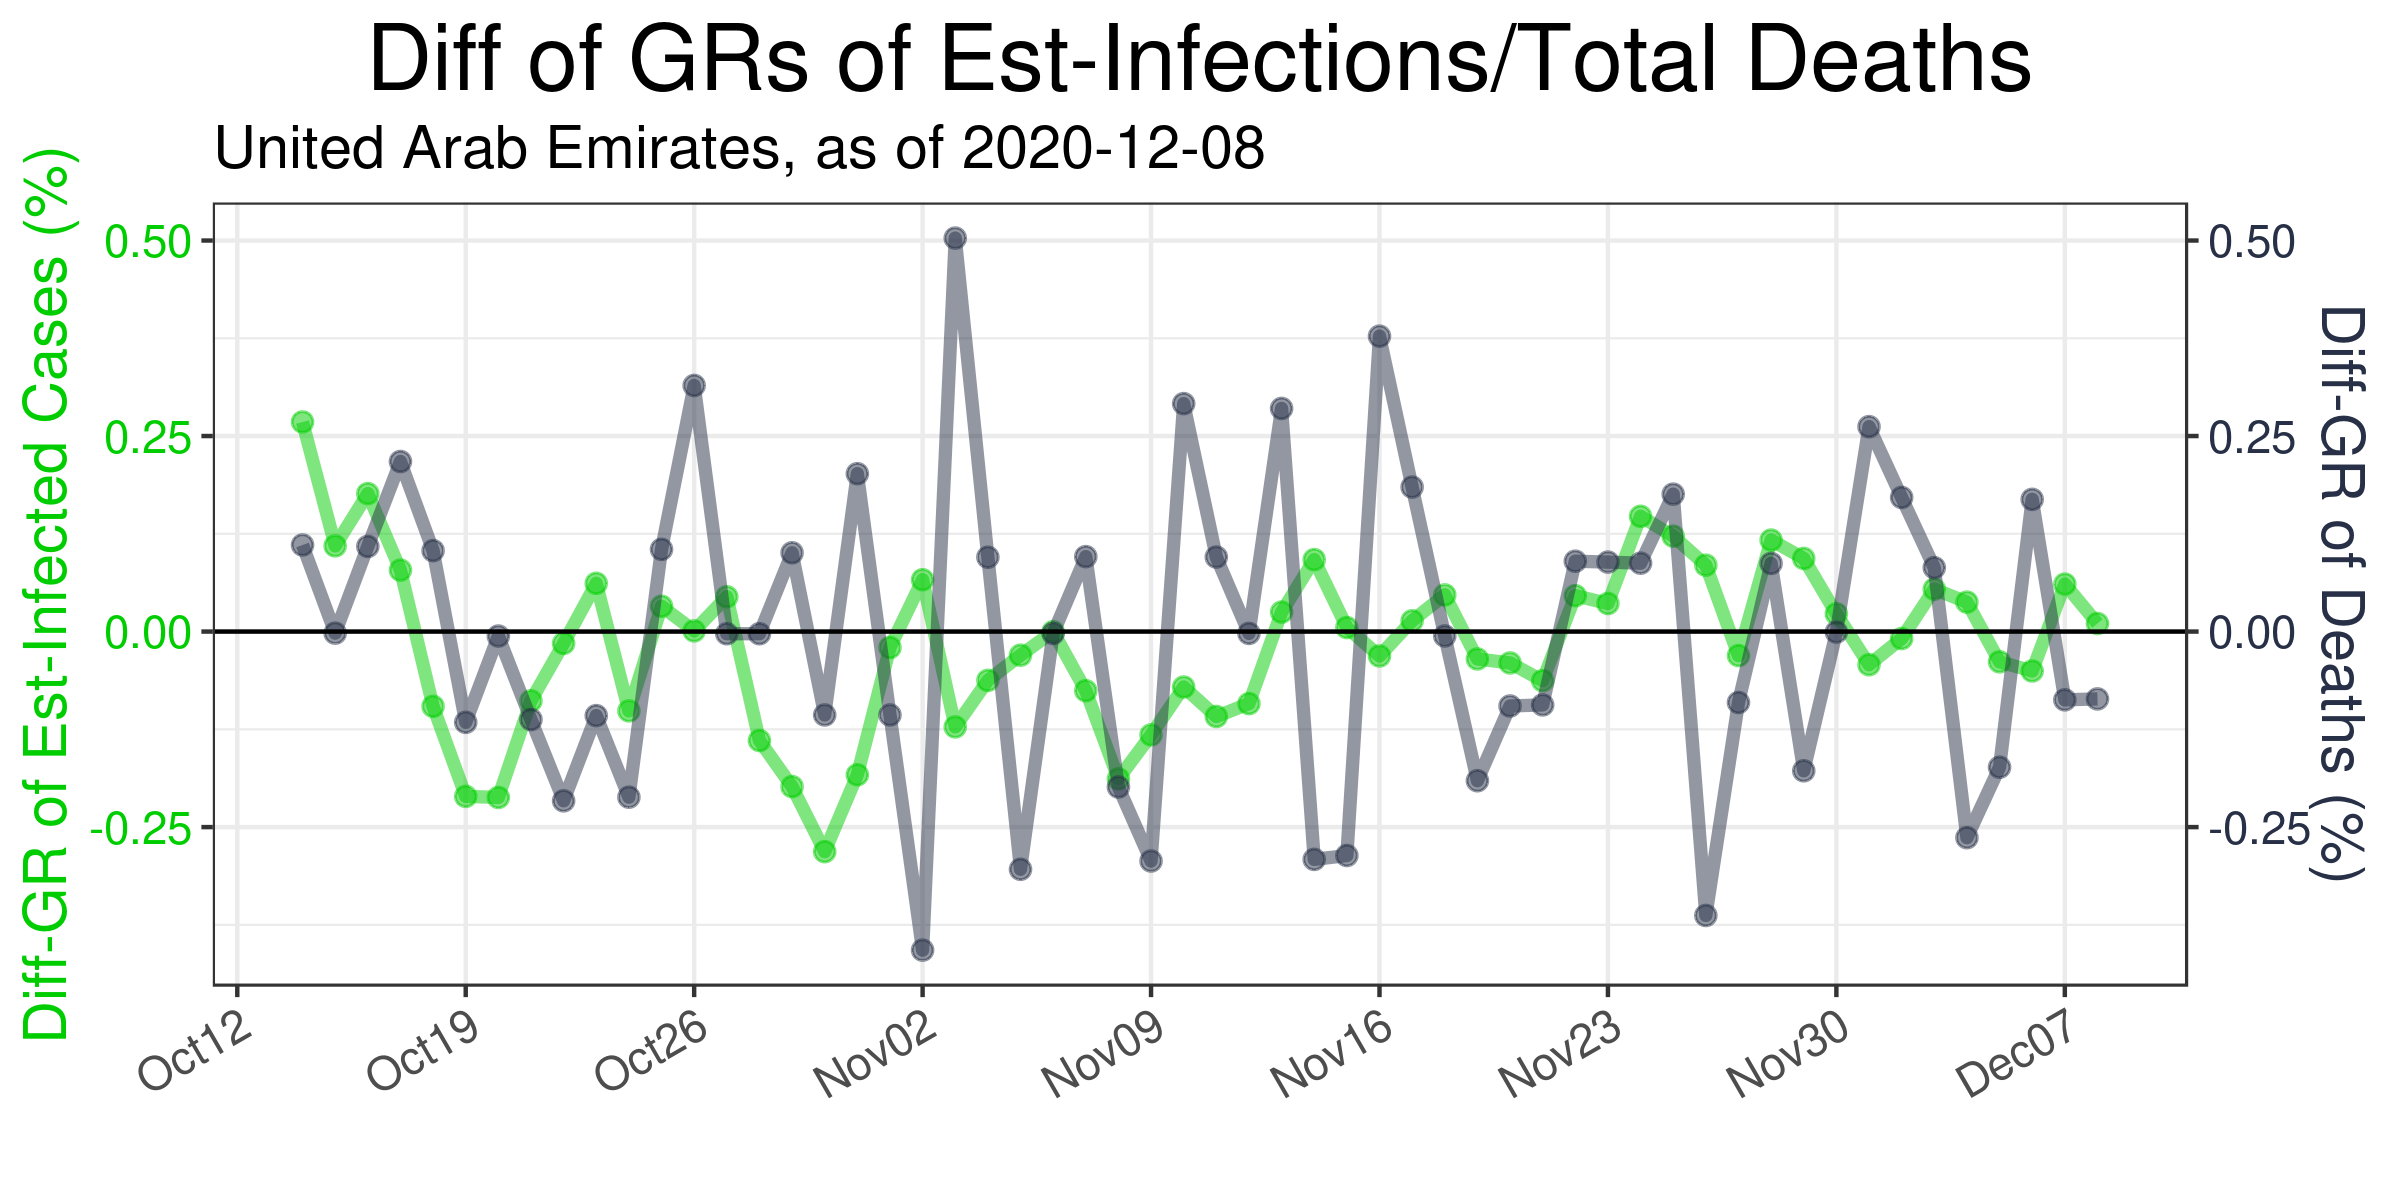 Diff of GRs of Est-Infections/Total Deaths
United Arab Emirates, as of 2020-12-08
Diff-GR of Est-Infected Cases (%)
0.50
0.25
0.00
-0.25
0.50
0.25
0.00
-0.25
Diff-GR of Deaths (%)
Oct12 Oct19 Oct26 Nov02 Nov09 Nov16 Nov23 Nov30 Dec07